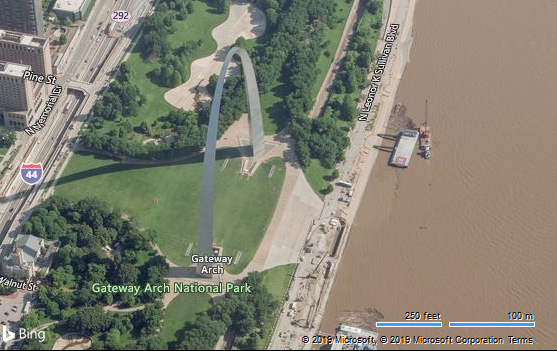 292
Pine St
N Memorial Dr
N Leonor K Sullivan Blvd
44
Gateway
Arch
Gateway Arch National Park
Walnut St
250 feet
100 m
Bing
© 2019 Microsoft, © 2019 Microsoft Corporation Terms